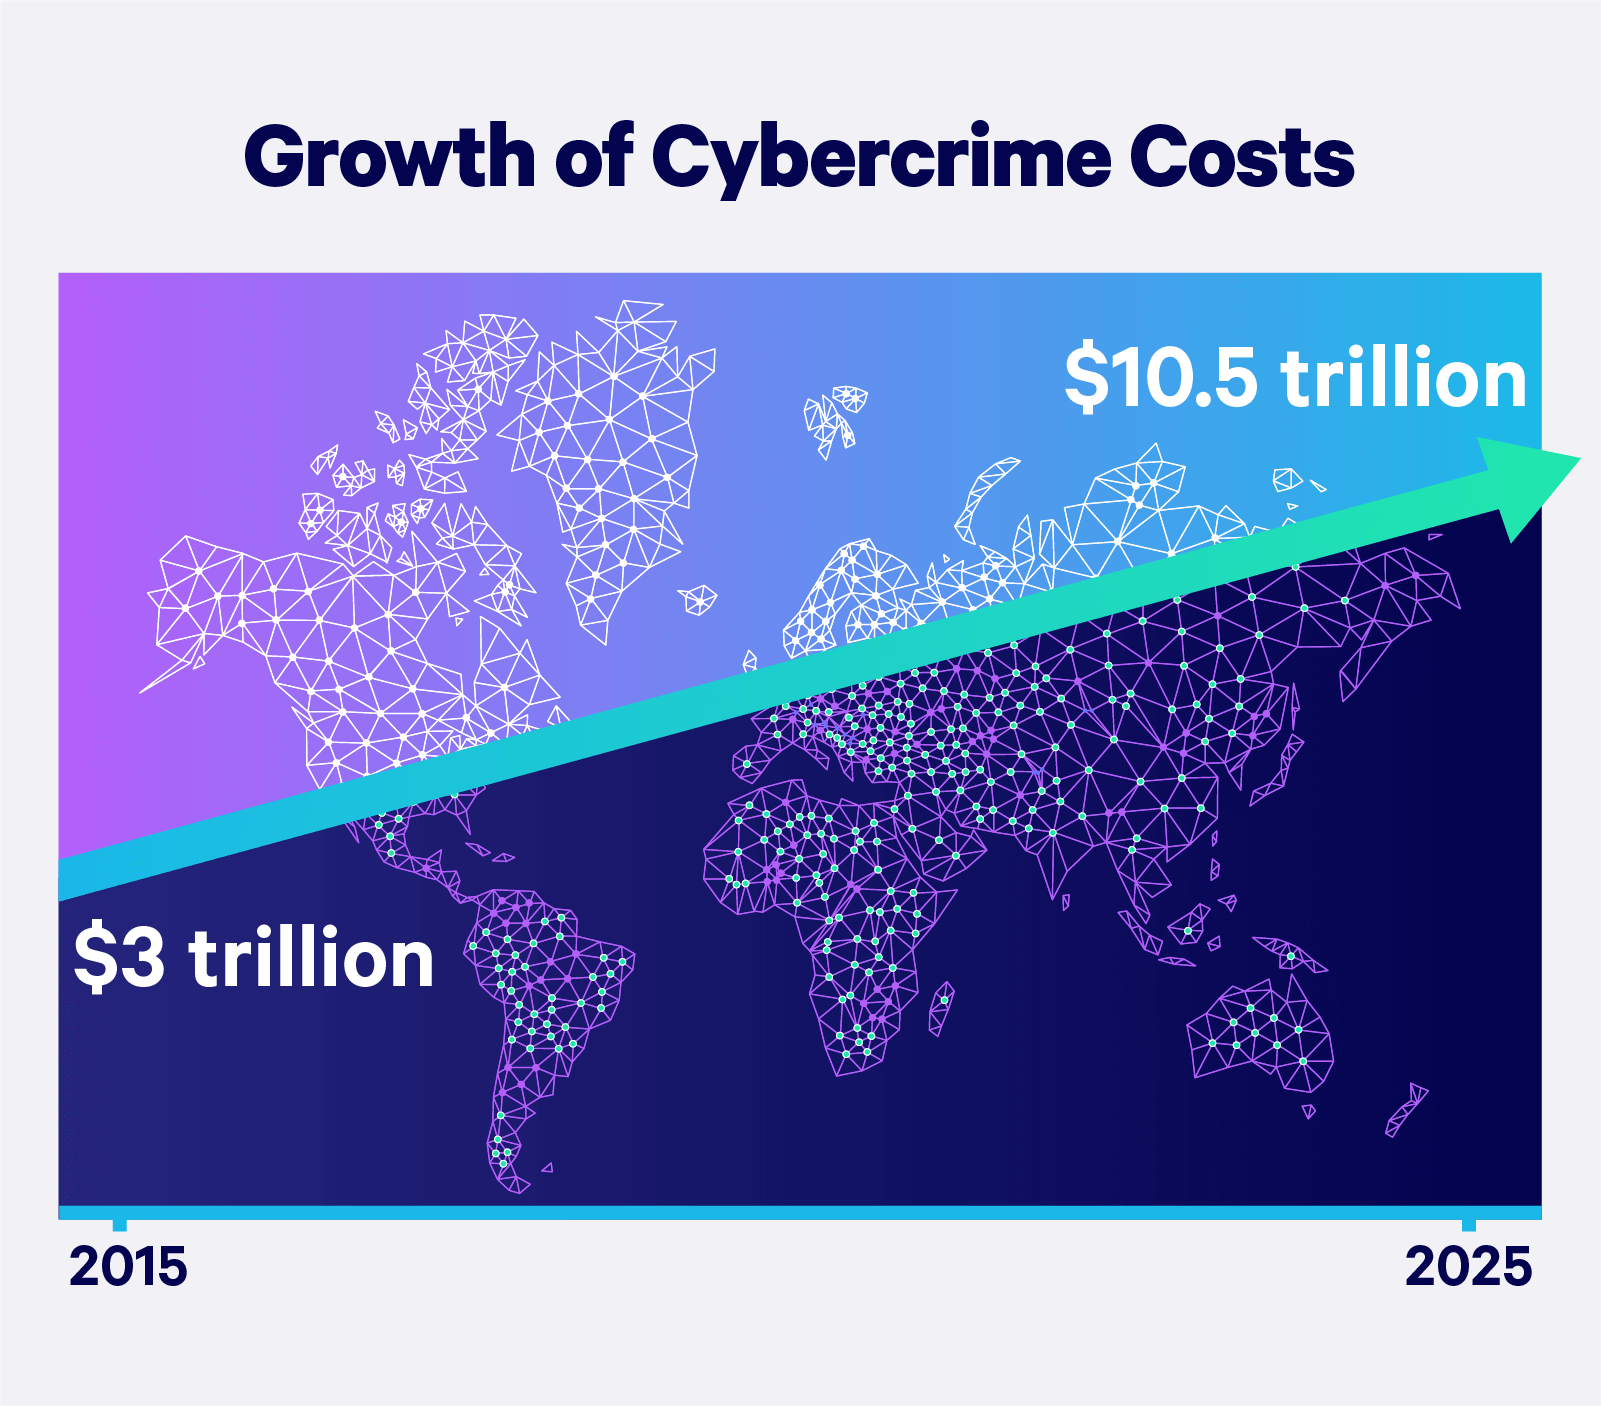 Growth of Cybercrime Costs
$10.5 trillion
$3 trillion
2015
2025